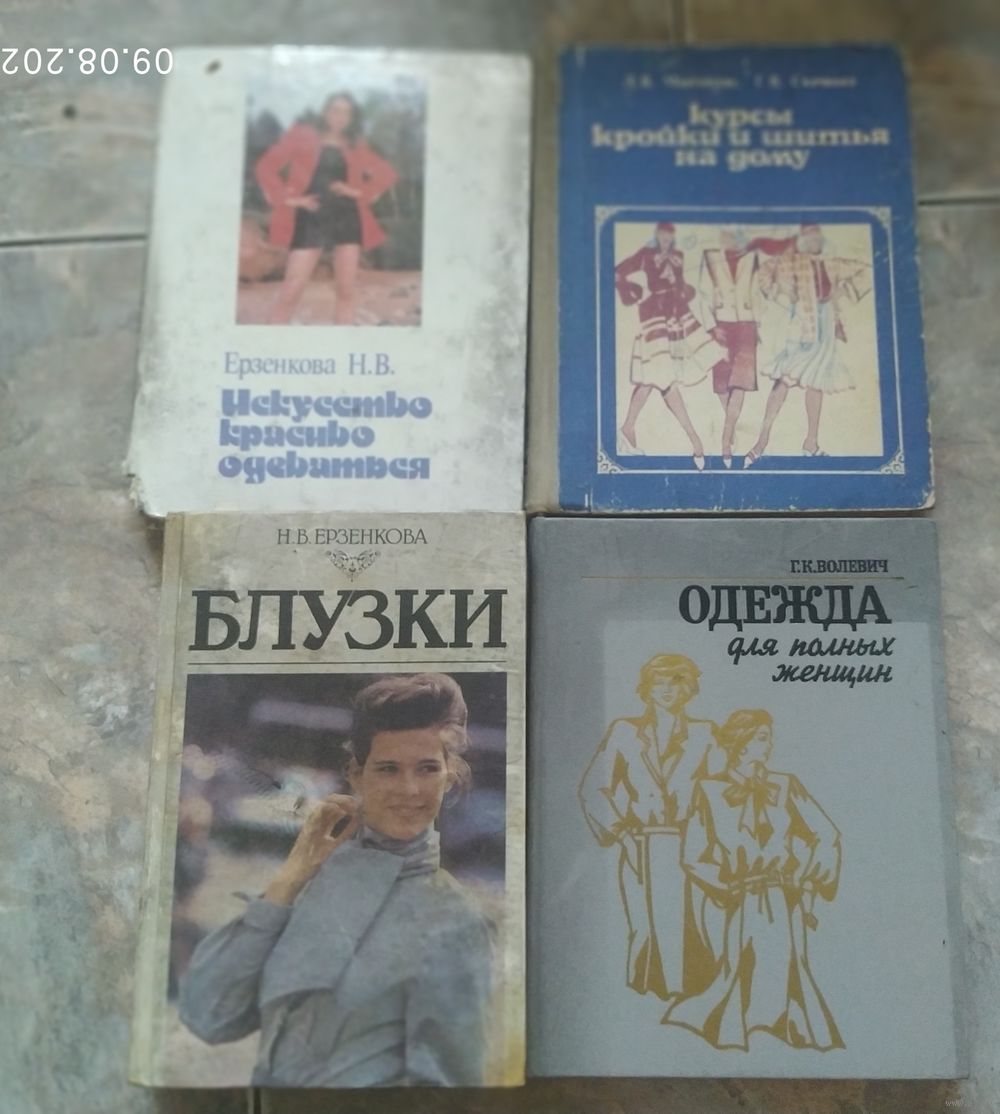 09.08.202
Ерзенкова Н.В.
Искусство
красиво
одеваться
Г. В.
курсы
кройки и шитья
на дому
Н.В.ЕРЗЕНКОВА
БЛУЗКИ
Г.К.ВОЛЕВИЧ
ОДЕЖДА
для полных
женщин